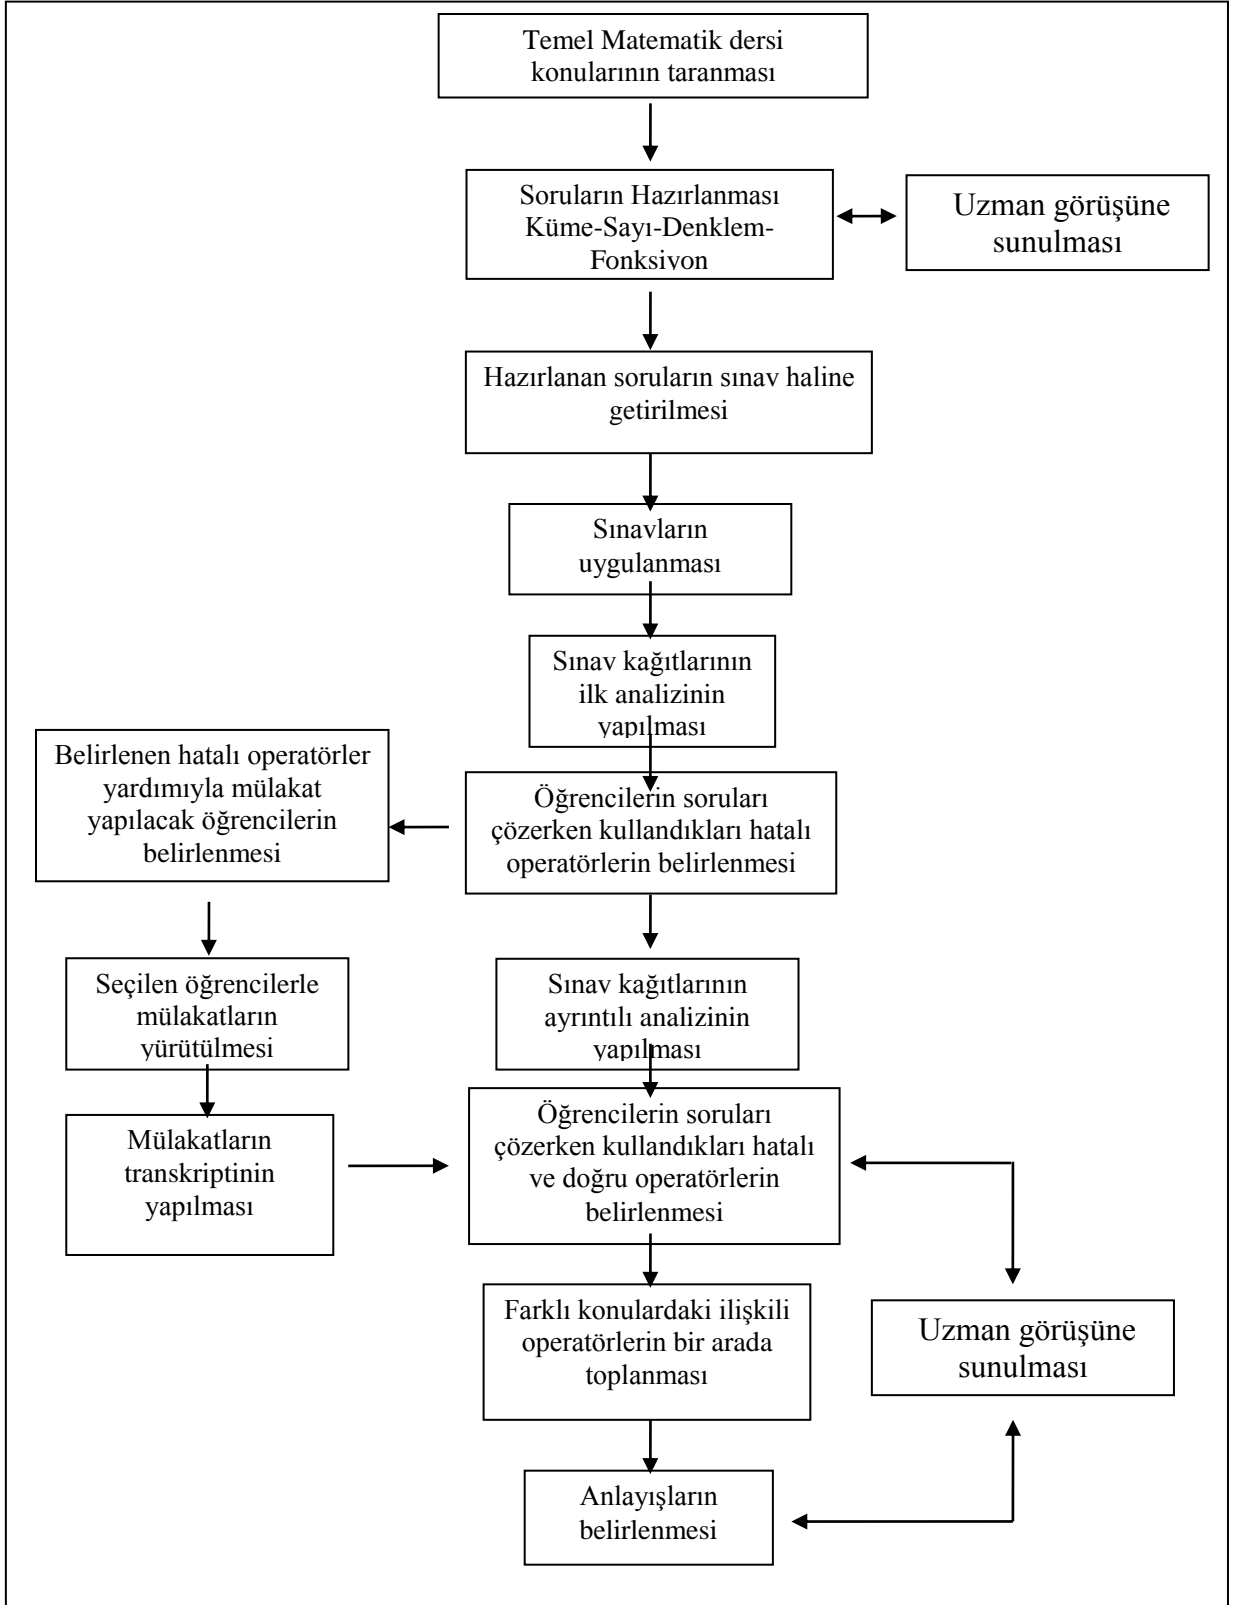 Temel Matematik dersi
konularının taranması
Soruların Hazırlanması
Küme-Sayı-Denklem-
Fonksiyon
Uzman görüşüne
sunulması
Hazırlanan soruların sınav haline
getirilmesi
Sınavların
uygulanması
Sınav kağıtlarının
ilk analizinin
yapılması
Belirlenen hatalı operatörler
yardımıyla mülakat
yapılacak öğrencilerin
belirlenmesi
Öğrencilerin soruları
çözerken kullandıkları hatalı
operatörlerin belirlenmesi
Seçilen öğrencilerle
mülakatların
yürütülmesi
Sınav kağıtlarının
ayrıntılı analizinin
yapılması
Mülakatların
transkriptinin
yapılması
Öğrencilerin soruları
çözerken kullandıkları hatalı
ve doğru operatörlerin
belirlenmesi
Farklı konulardaki ilişkili
operatörlerin bir arada
toplanması
Uzman görüşüne
sunulması
Anlayışların
belirlenmesi